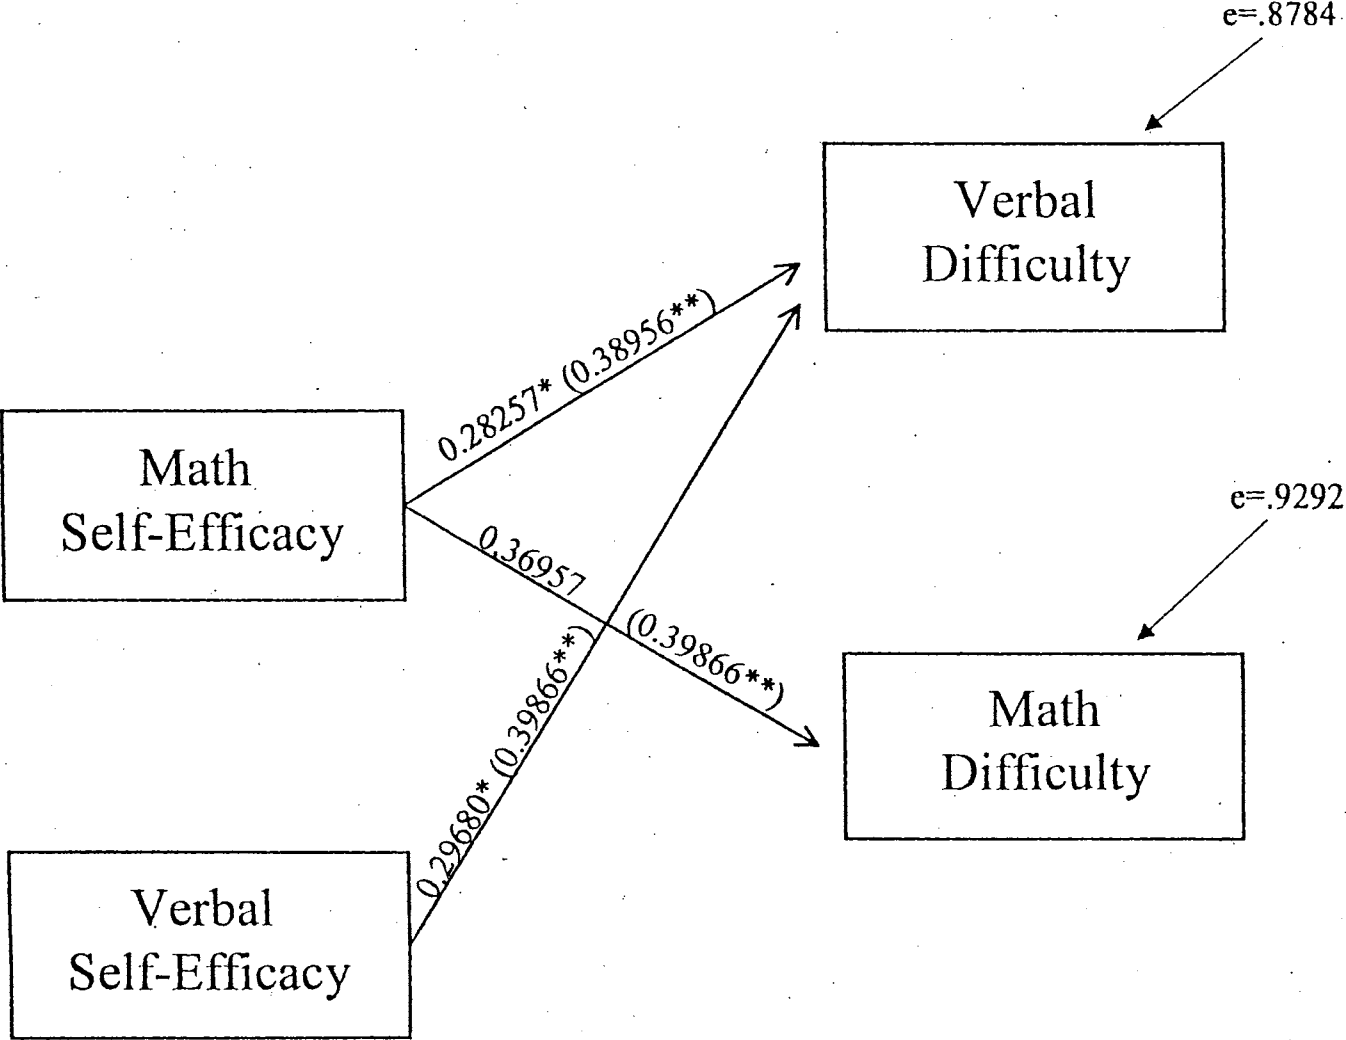 e=.8784
Verbal
Difficulty
0.28257* (0.38956**)
Math
Self-Efficacy
e=.9292
0.36957
(0.39866**)
Math
Difficulty
0.29680* (0.39866**)
Verbal
Self-Efficacy